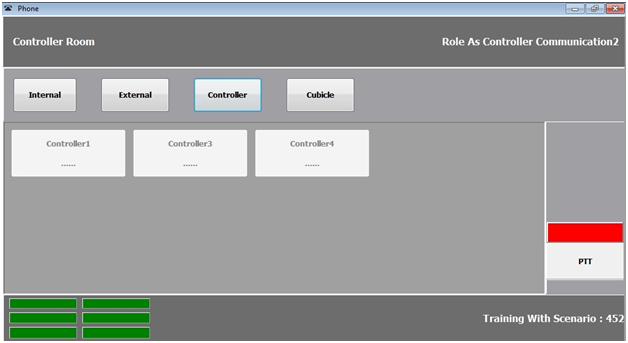 Phone
Controller Room
Role As Controller Communication2
Internal
External
Controller
Cubicle
Controller1
Controller3
Controller4
......
......
......
PTT
Training With Scenario : 452